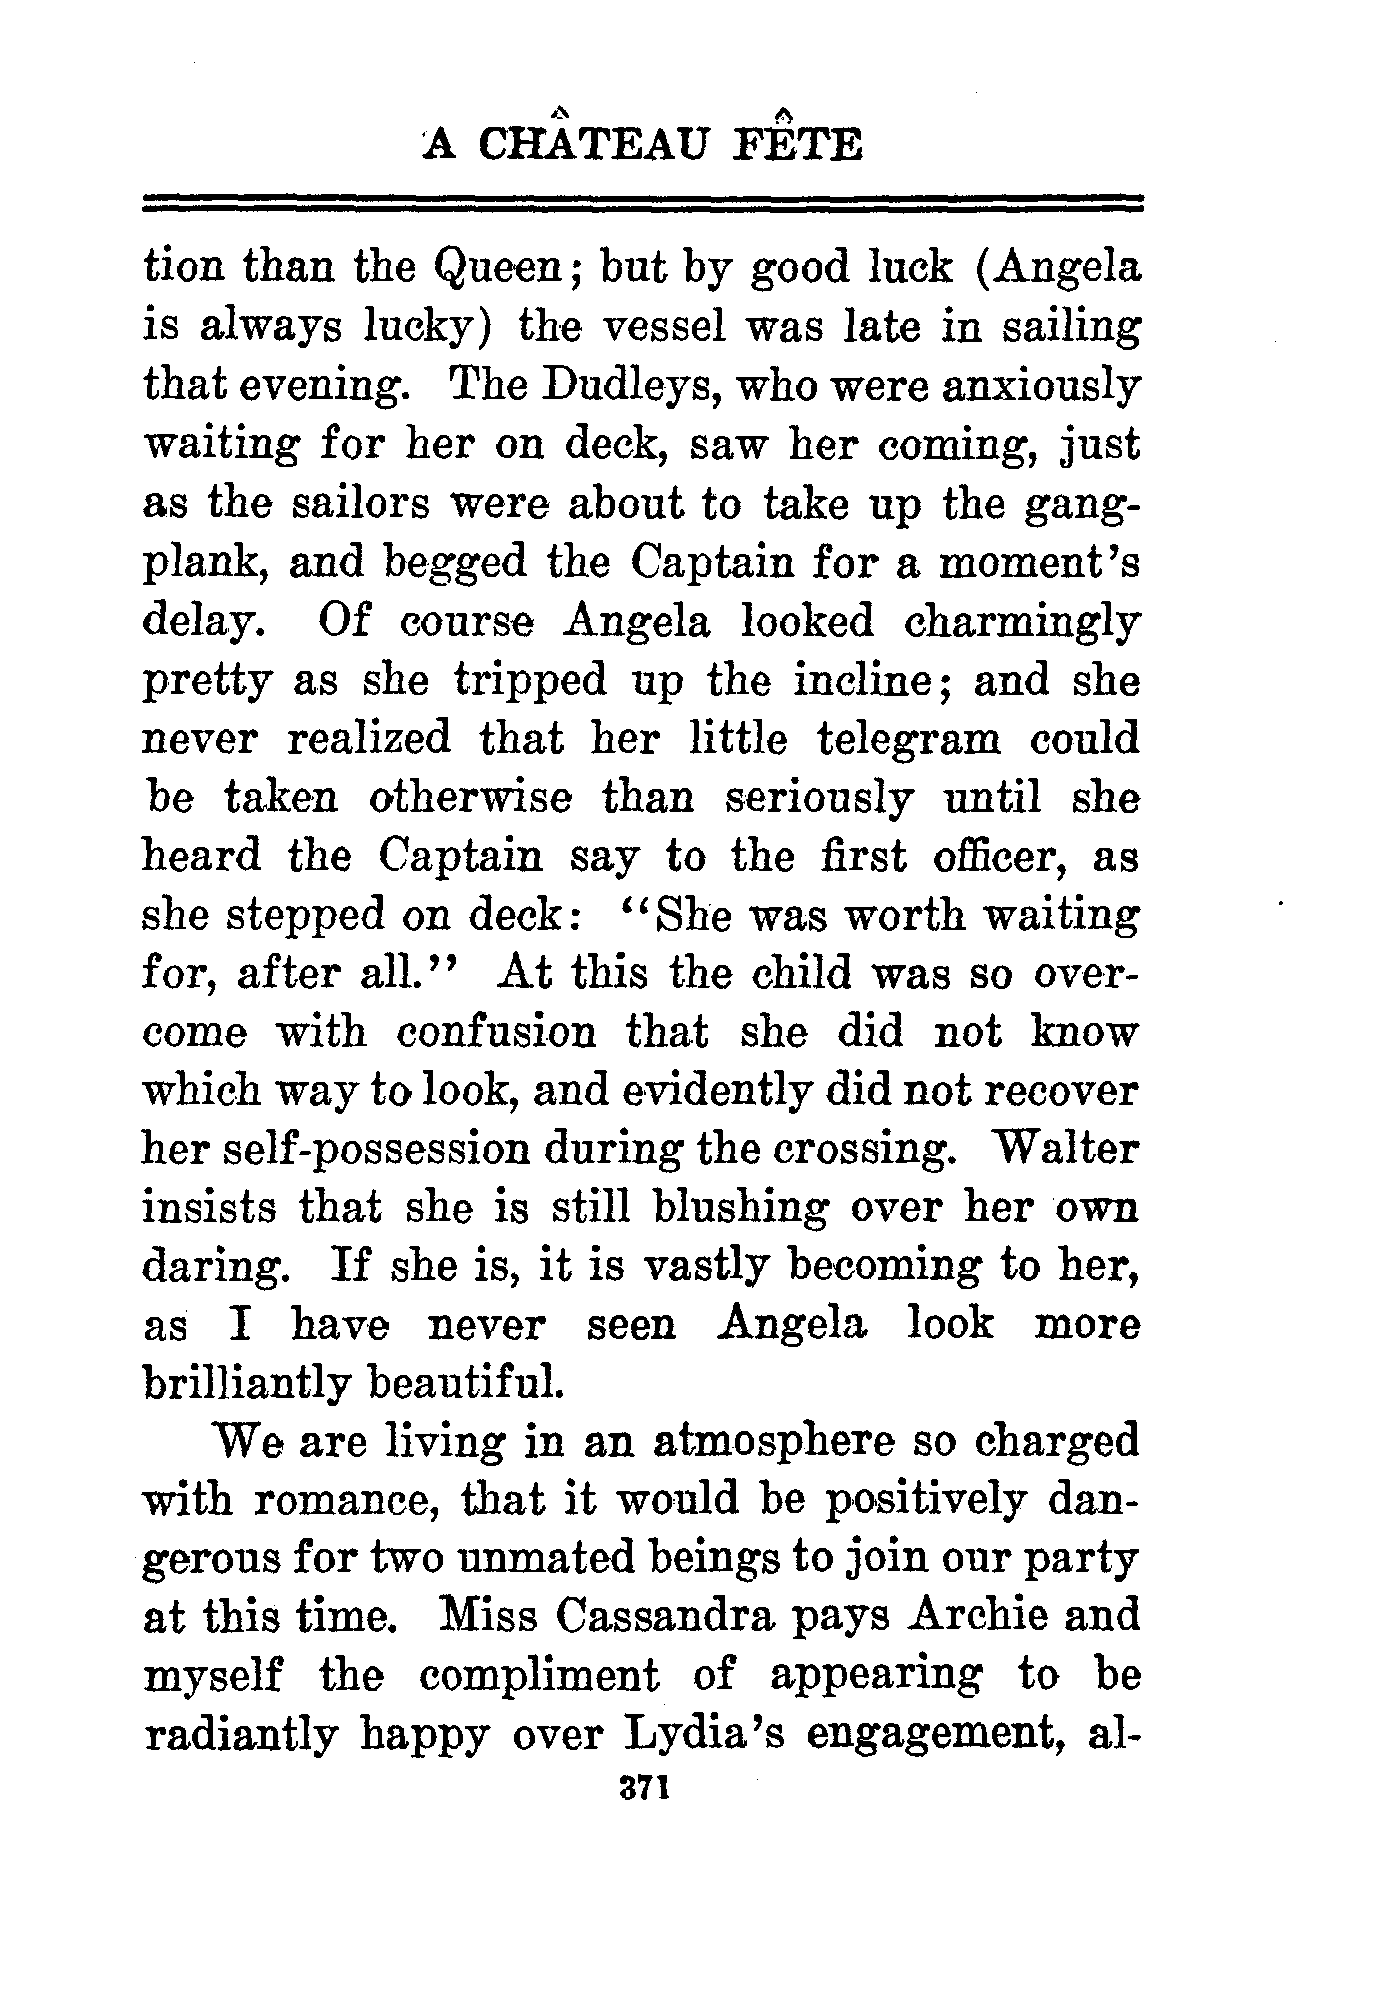 A CHÂTEAU FÊTE
tion than the Queen; but by good luck (Angela
is always lucky) the vessel was late in sailing
that evening. The Dudleys, who were anxiously
waiting for her on deck, saw her coming, just
as the sailors were about to take up the gang-
plank, and begged the Captain for a moment's
delay. Of course Angela looked charmingly
pretty as she tripped up the incline; and she
never realized that her little telegram could
be taken otherwise than seriously until she
heard the Captain say to the first officer, as
she stepped on deck: "She was worth waiting
for, after all." At this the child was so over-
come with confusion that she did not know
which way to look, and evidently did not recover
her self-possession during the crossing. Walter
insists that she is still blushing over her own
daring. If she is, it is vastly becoming to her,
as I have never seen Angela look more
brilliantly beautiful.
We are living in an atmosphere so charged
with romance, that it would be positively dan-
gerous for two unmated beings to join our party
at this time. Miss Cassandra pays Archie and
myself the compliment of appearing to be
radiantly happy over Lydia's engagement, al-
371